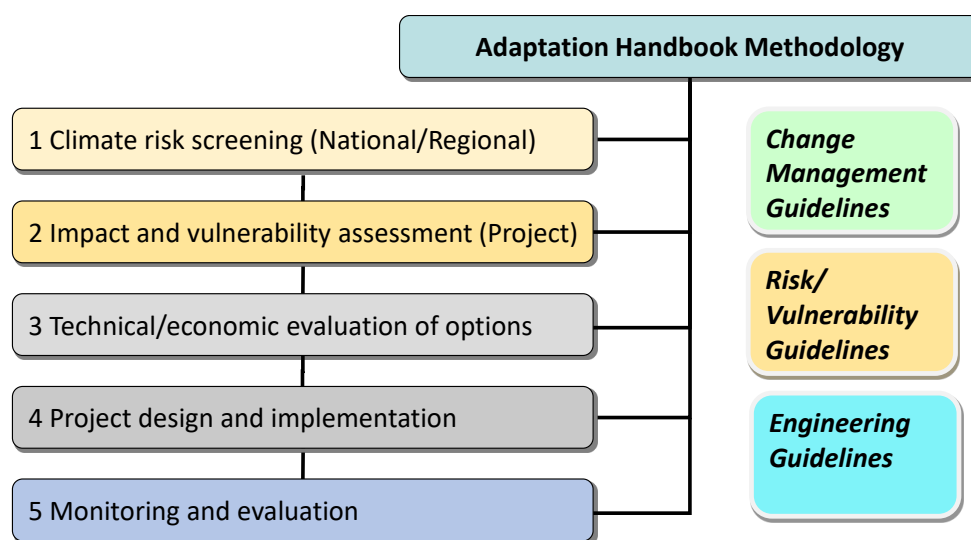 Adaptation Handbook Methodology
1 Climate risk screening (National/Regional)
2 Impact and vulnerability assessment (Project)
3 Technical/economic evaluation of options
4 Project design and implementation
5 Monitoring and evaluation
Change
Management
Guidelines
Risk/
Vulnerability
Guidelines
Engineering
Guidelines